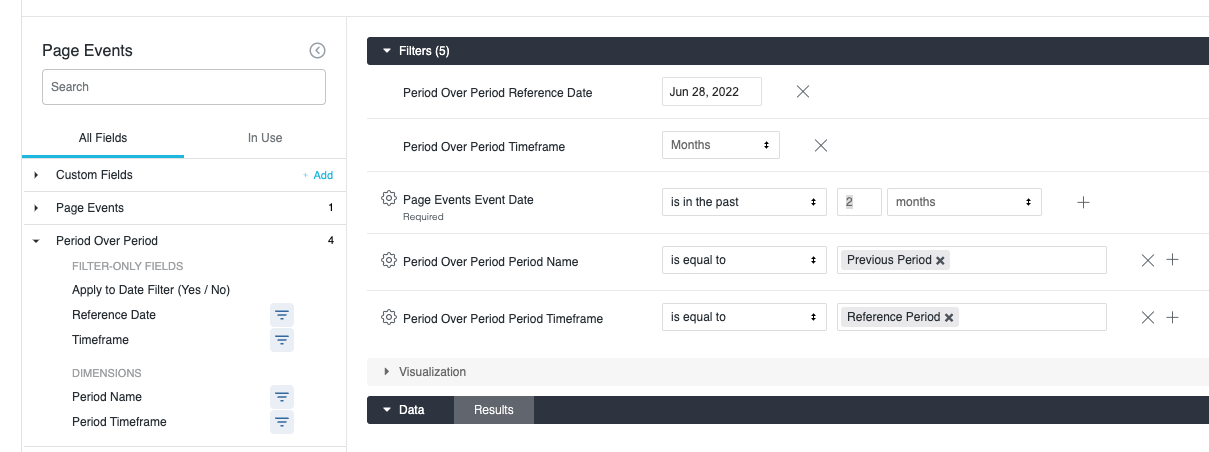 Page Events
Search
All Fields
In Use
Custom Fields
+ Add
Page Events
1
Period Over Period
4
FILTER-ONLY FIELDS
Apply to Date Filter (Yes / No)
Reference Date
Timeframe
DIMENSIONS
Period Name
Period Timeframe
Filters (5)
Period Over Period Reference Date
Jun 28, 2022
Period Over Period Timeframe
Months
Page Events Event Date
Required
is in the past
2
months
Period Over Period Period Name
is equal to
Previous Period
Period Over Period Period Timeframe
is equal to
Reference Period
Visualization
Data
Results